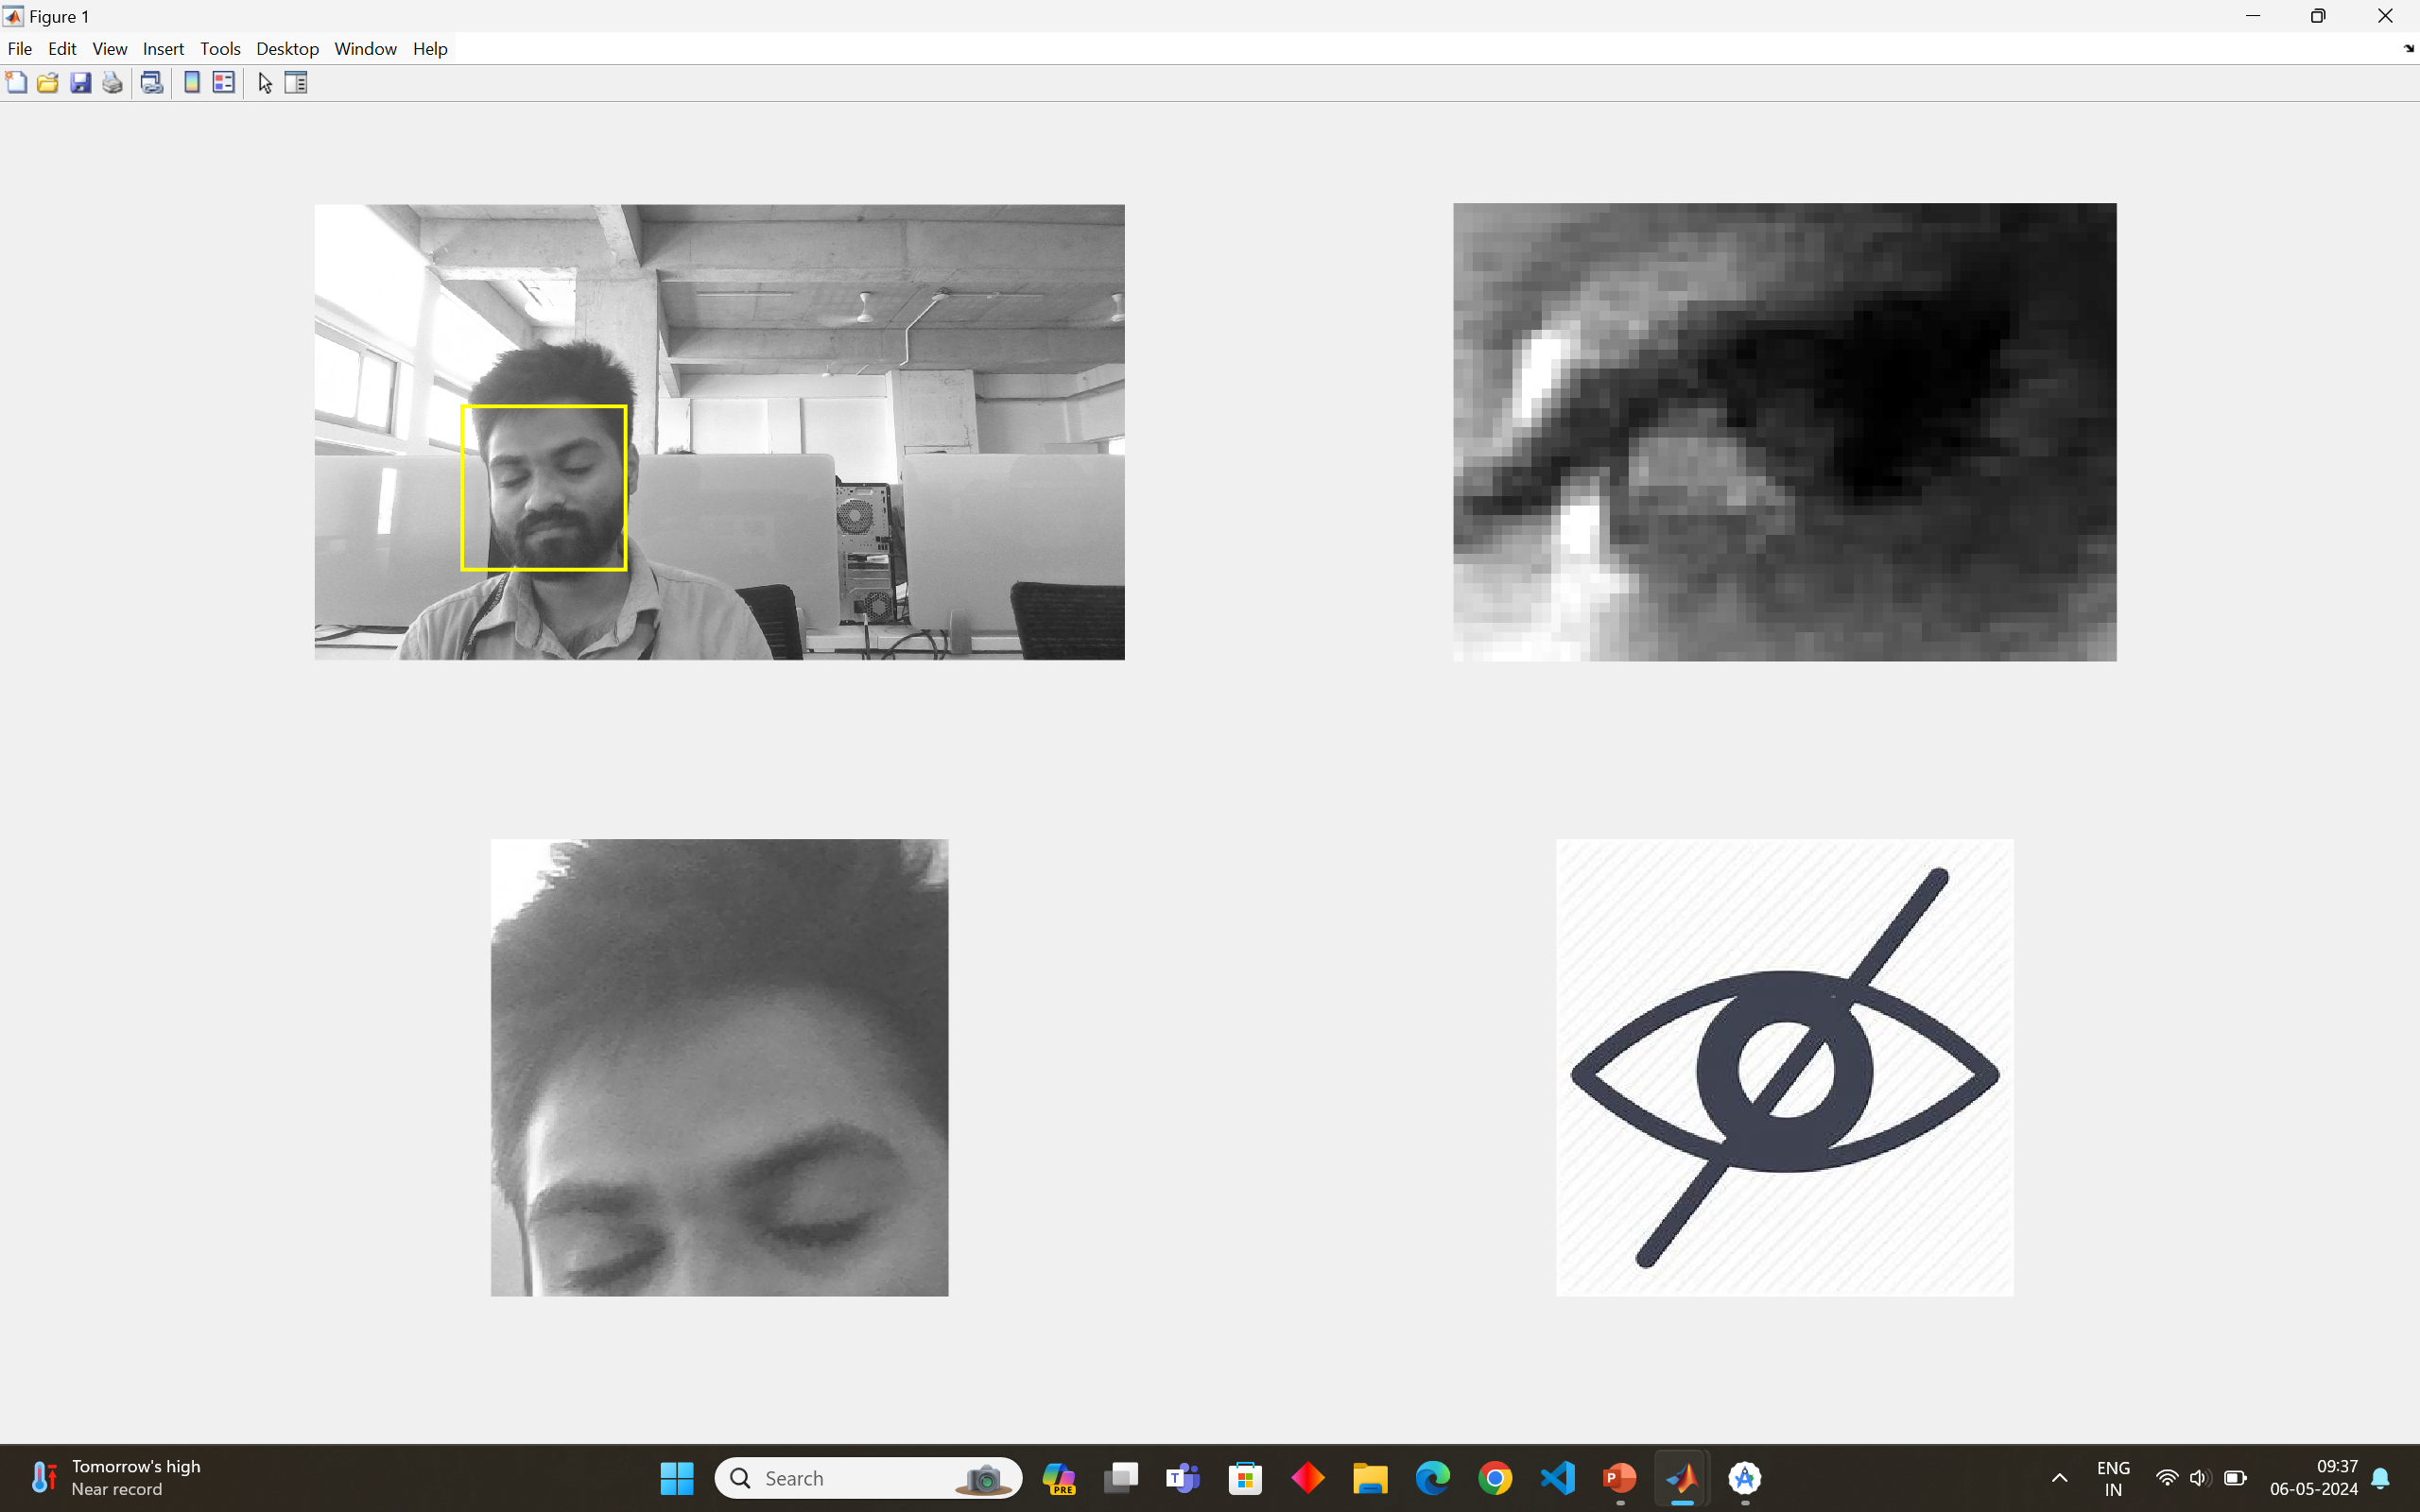 Figure 1
File Edit View Insert Tools Desktop Window Help
Tomorrow's high
Near record
Search
PRE
T
P
ENG
IN
09:37
06-05-2024